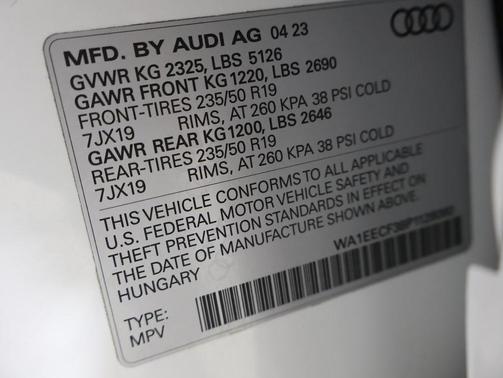 MFD. BY AUDI AG 04 23
GVWR KG 2325, LBS 5126
GAWR FRONT KG 1220, LBS 2690
FRONT-TIRES 235/50 R19
7JX19 RIMS, AT 260 KPA 38 PSI COLD
GAWR REAR KG 1200, LBS 2646
REAR-TIRES 235/50 R19
7JX19 RIMS, AT 260 KPA 38 PSI COLD
THIS VEHICLE CONFORMS TO ALL APPLICABLE
U.S. FEDERAL MOTOR VEHICLE SAFETY AND
THEFT PREVENTION STANDARDS IN EFFECT ON
THE DATE OF MANUFACTURE SHOWN ABOVE.
HUNGARY
TYPE:
MPV